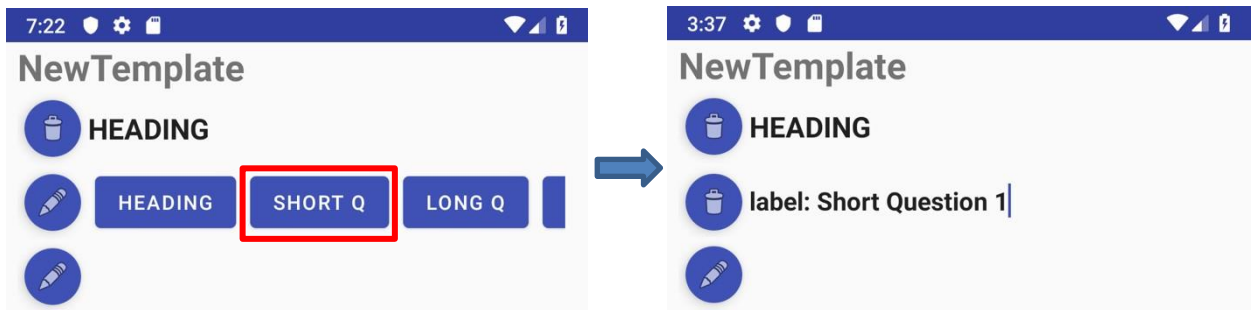 7:22
NewTemplate
HEADING
HEADING SHORT Q LONG Q
3:37
NewTemplate
HEADING
label: Short Question 1